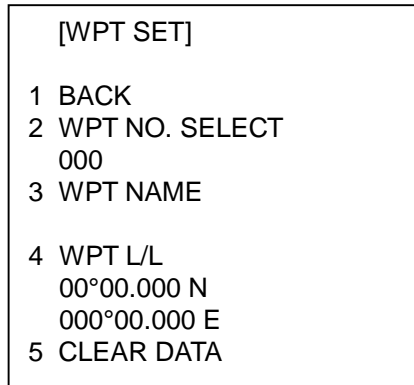 [WPT SET]
1 BACK
2 WPT NO. SELECT
000
3 WPT NAME
4 WPT L/L
00°00.000 N
000°00.000 E
5 CLEAR DATA